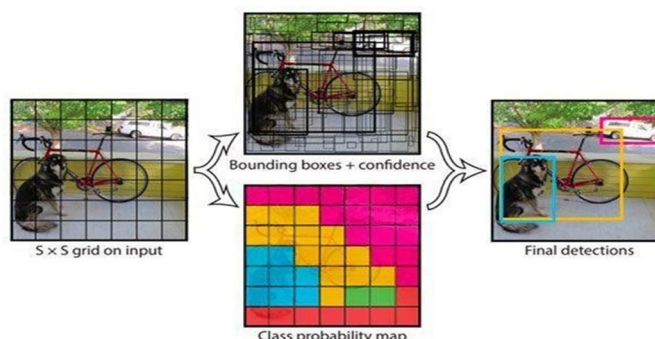 Bounding boxes + confidence
S × S grid on input
Final detections
Class probability map